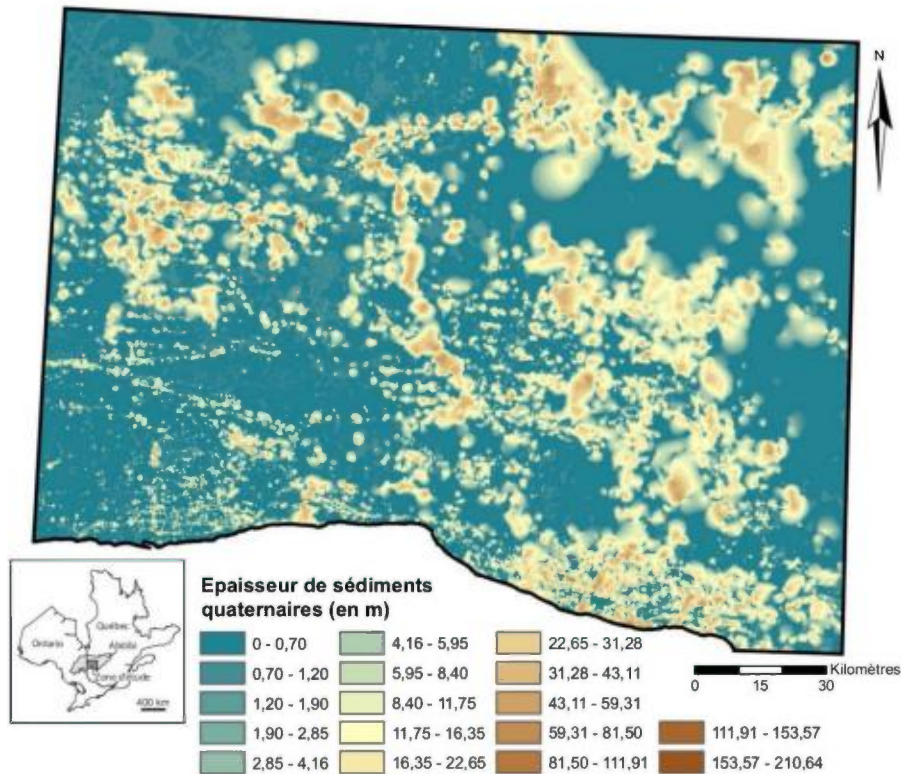 N
Québec
Ontario
Abitibi
Zone d'étude
400 km
Epaisseur de sédiments
quaternaires (en m)
0 - 0,70
0,70 - 1,20
1,20 - 1,90
1,90 - 2,85
2,85 - 4,16
4,16 - 5,95
5,95 - 8,40
8,40 - 11,75
11,75 - 16,35
16,35 - 22,65
22,65 - 31,28
31,28 - 43,11
43,11 - 59,31
59,31 - 81,50
81,50 - 111,91
111,91 - 153,57
153,57 - 210,64
Kilomètres
0 15 30